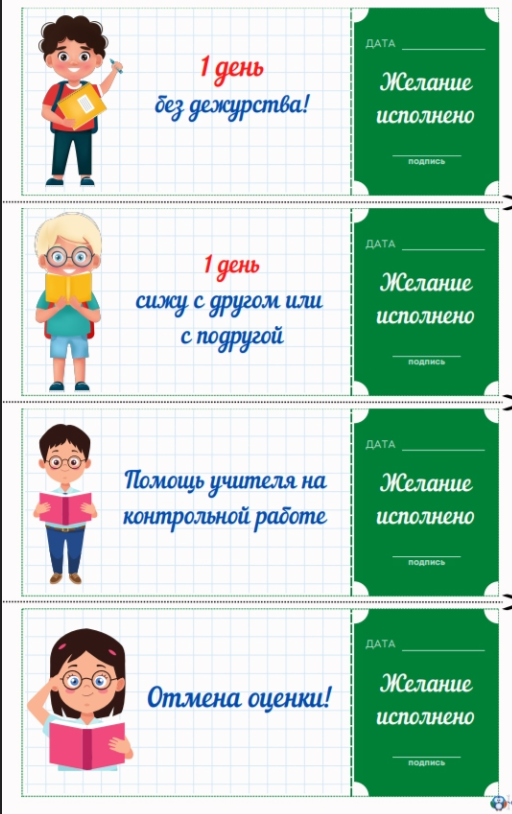 1 день
без дежурства!
ДАТА
Желание
исполнено
подпись
1 день
сижу с другом или
с подругой
ДАТА
Желание
исполнено
подпись
Помощь учителя на
контрольной работе
ДАТА
Желание
исполнено
подпись
Отмена оценки!
ДАТА
Желание
исполнено
подпись